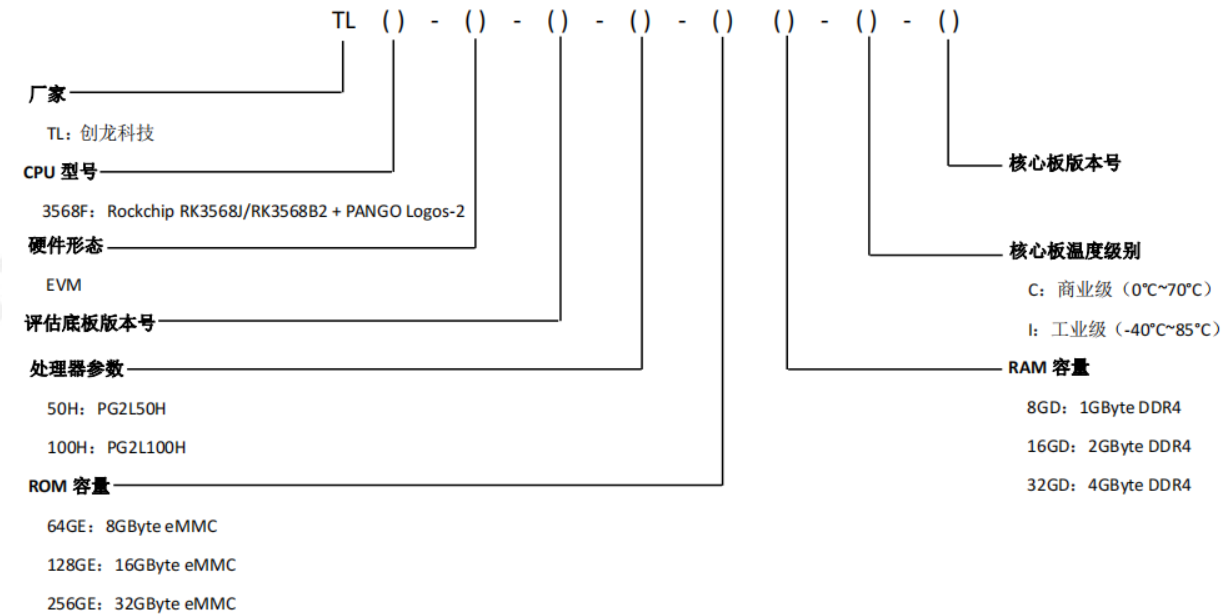 TL () - () - () - () - () () - () - ()
厂家
TL：创龙科技
CPU 型号
3568F：Rockchip RK3568J/RK3568B2 + PANGO Logos-2
硬件形态
EVM
评估底板版本号
处理器参数
50H：PG2L50H
100H：PG2L100H
ROM 容量
64GE：8GByte eMMC
128GE：16GByte eMMC
256GE：32GByte eMMC
核心板版本号
核心板温度级别
C：商业级（0℃~70℃）
I：工业级（-40℃~85℃）
RAM 容量
8GD：1GByte DDR4
16GD：2GByte DDR4
32GD：4GByte DDR4